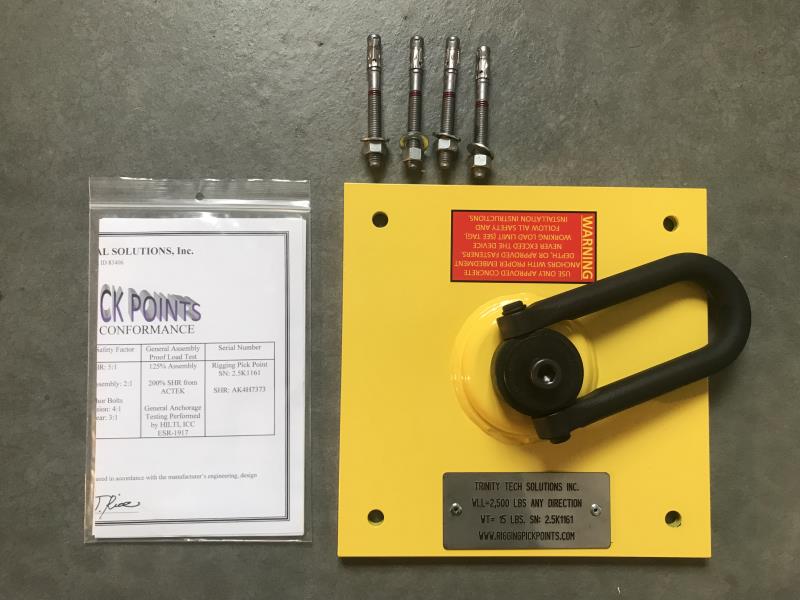 AL SOLUTIONS, Inc.
ID 83406
CK POINTS
CONFORMANCE
Safety Factor
General Assembly
Proof Load Test
Serial Number
HR: 5:1
125% Assembly
Rigging Pick Point
SN: 2.5K1161
ssembly: 2:1
200% SHR from
ACTEK
SHR: AK4H7373
hor Bolts
sion: 4:1
ear: 3:1
General Anchorage
Testing Performed
by HILTI, ICC
ESR-1917
ured in accordance with the manufacturer's engineering, design
WARNING
USE ONLY APPROVED CONCRETE
ANCHORS WITH PROPER EMBEDMENT
DEPTH, OR APPROVED FASTENERS.
NEVER EXCEED THE DEVICE
WORKING LOAD LIMIT (SEE TAG).
FOLLOW ALL SAFETY AND
INSTALLATION INSTRUCTIONS.
TRINITY TECH SOLUTIONS INC.
WLL=2,500 LBS ANY DIRECTION
WT= 15 LBS. SN: 2.5K1161
WWW.RIGGINGPICKPOINTS.COM